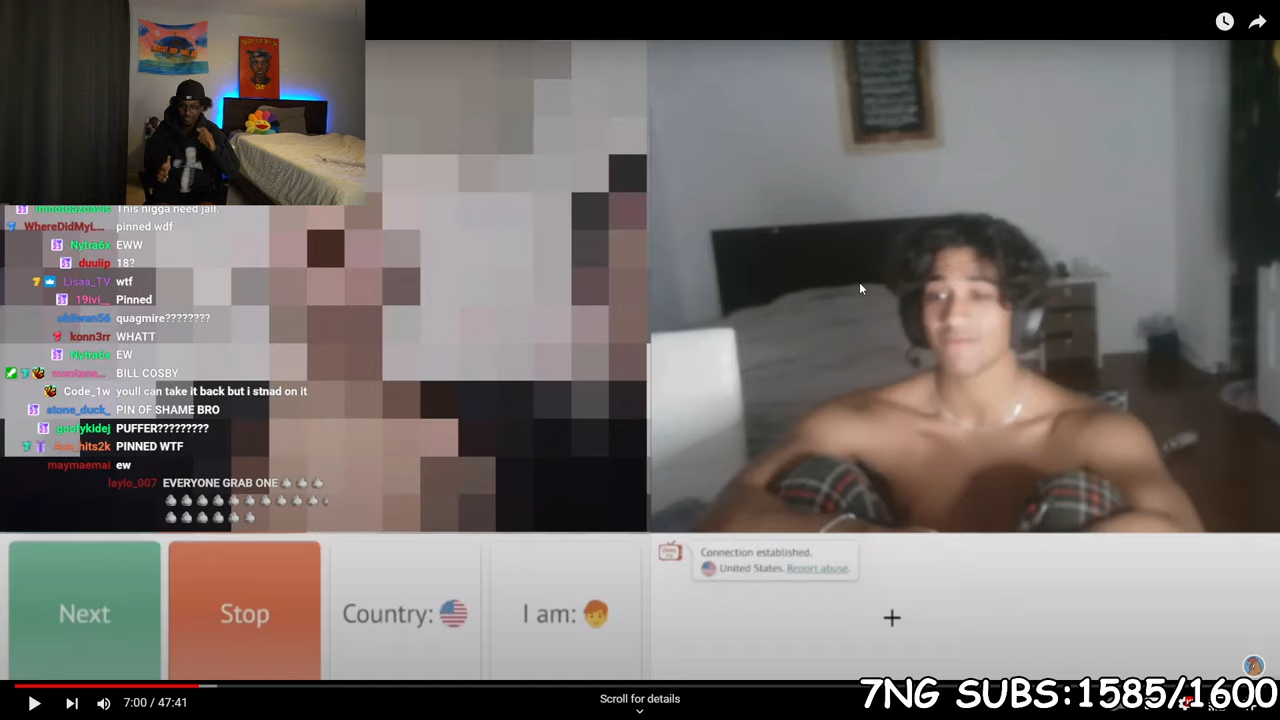 This nigga need jail.
WhereDidMyL... pinned wdf
Nytra6x EWW
duuiip 18?
Lisaa_TV wtf
19ivi__ Pinned
quagmire????????
konn3rr WHATT
Nytra6x EW
BILL COSBY
Code_1w youll can take it back but i stnad on it
stone_duck_ PIN OF SHAME BRO
goofykidej PUFFER?????????
PINNED WTF
maymaemai ew
laylo_007 EVERYONE GRAB ONE
Connection established.
United States. Report abuse.
Next
Stop
Country:
I am:
7:00 / 47:41
Scroll for details
7NG SUBS:1585/1600